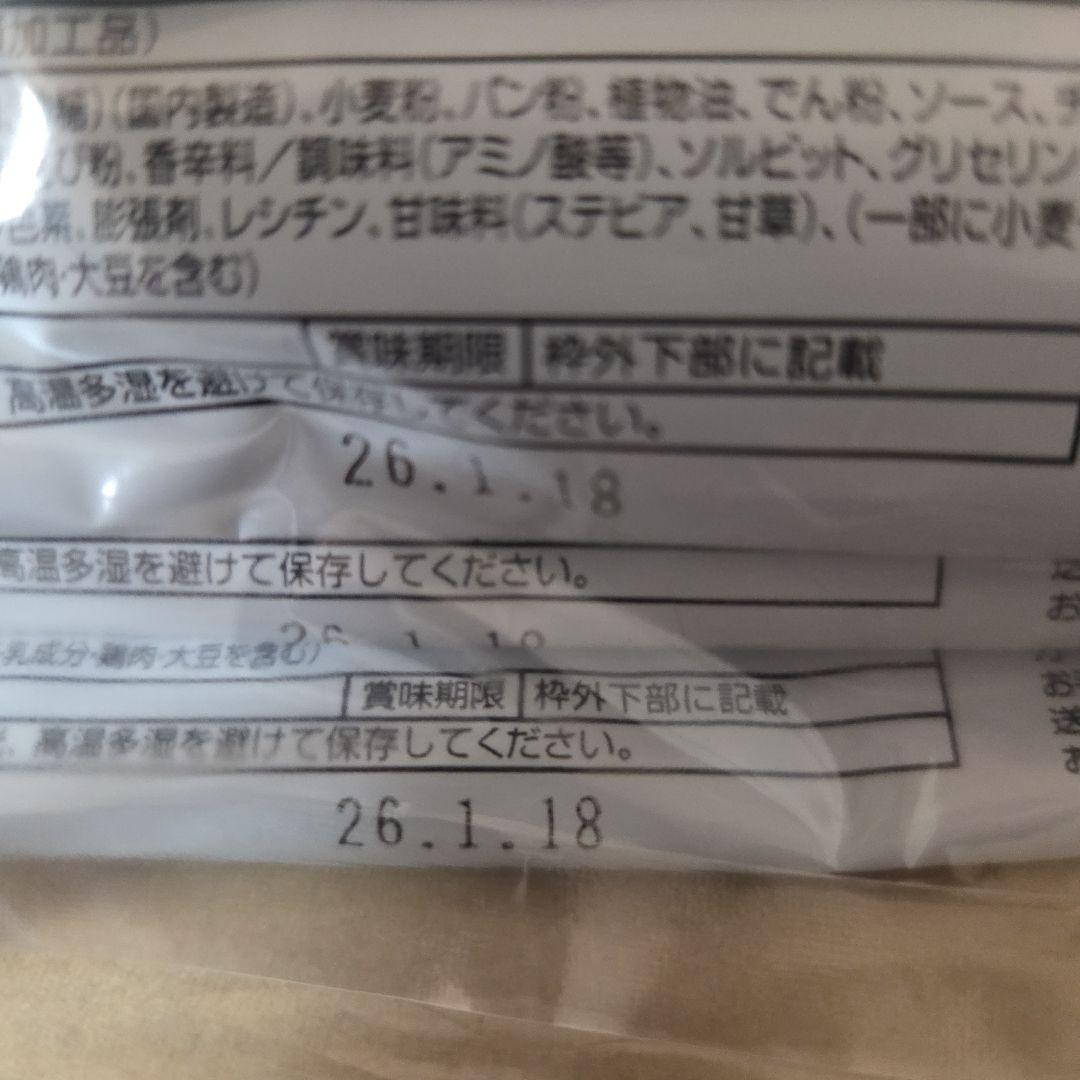 加工品)
(国内製造)、小麦粉、パン粉、植物油、でん粉、ソース、
び粉、香辛料/調味料(アミノ酸等)、ソルビット、グリセリン
色素、膨張剤、レシチン、甘味料(ステビア、甘草)、(一部に小麦
鶏肉・大豆を含む)
賞味期限 枠外下部に記載
高温多湿を避けて保存してください。
26.1.18
高温多湿を避けて保存してください。
26.1.18
乳成分・鶏肉・大豆を含む)
賞味期限 枠外下部に記載
高温多湿を避けて保存してください。
送
お
26.1.18